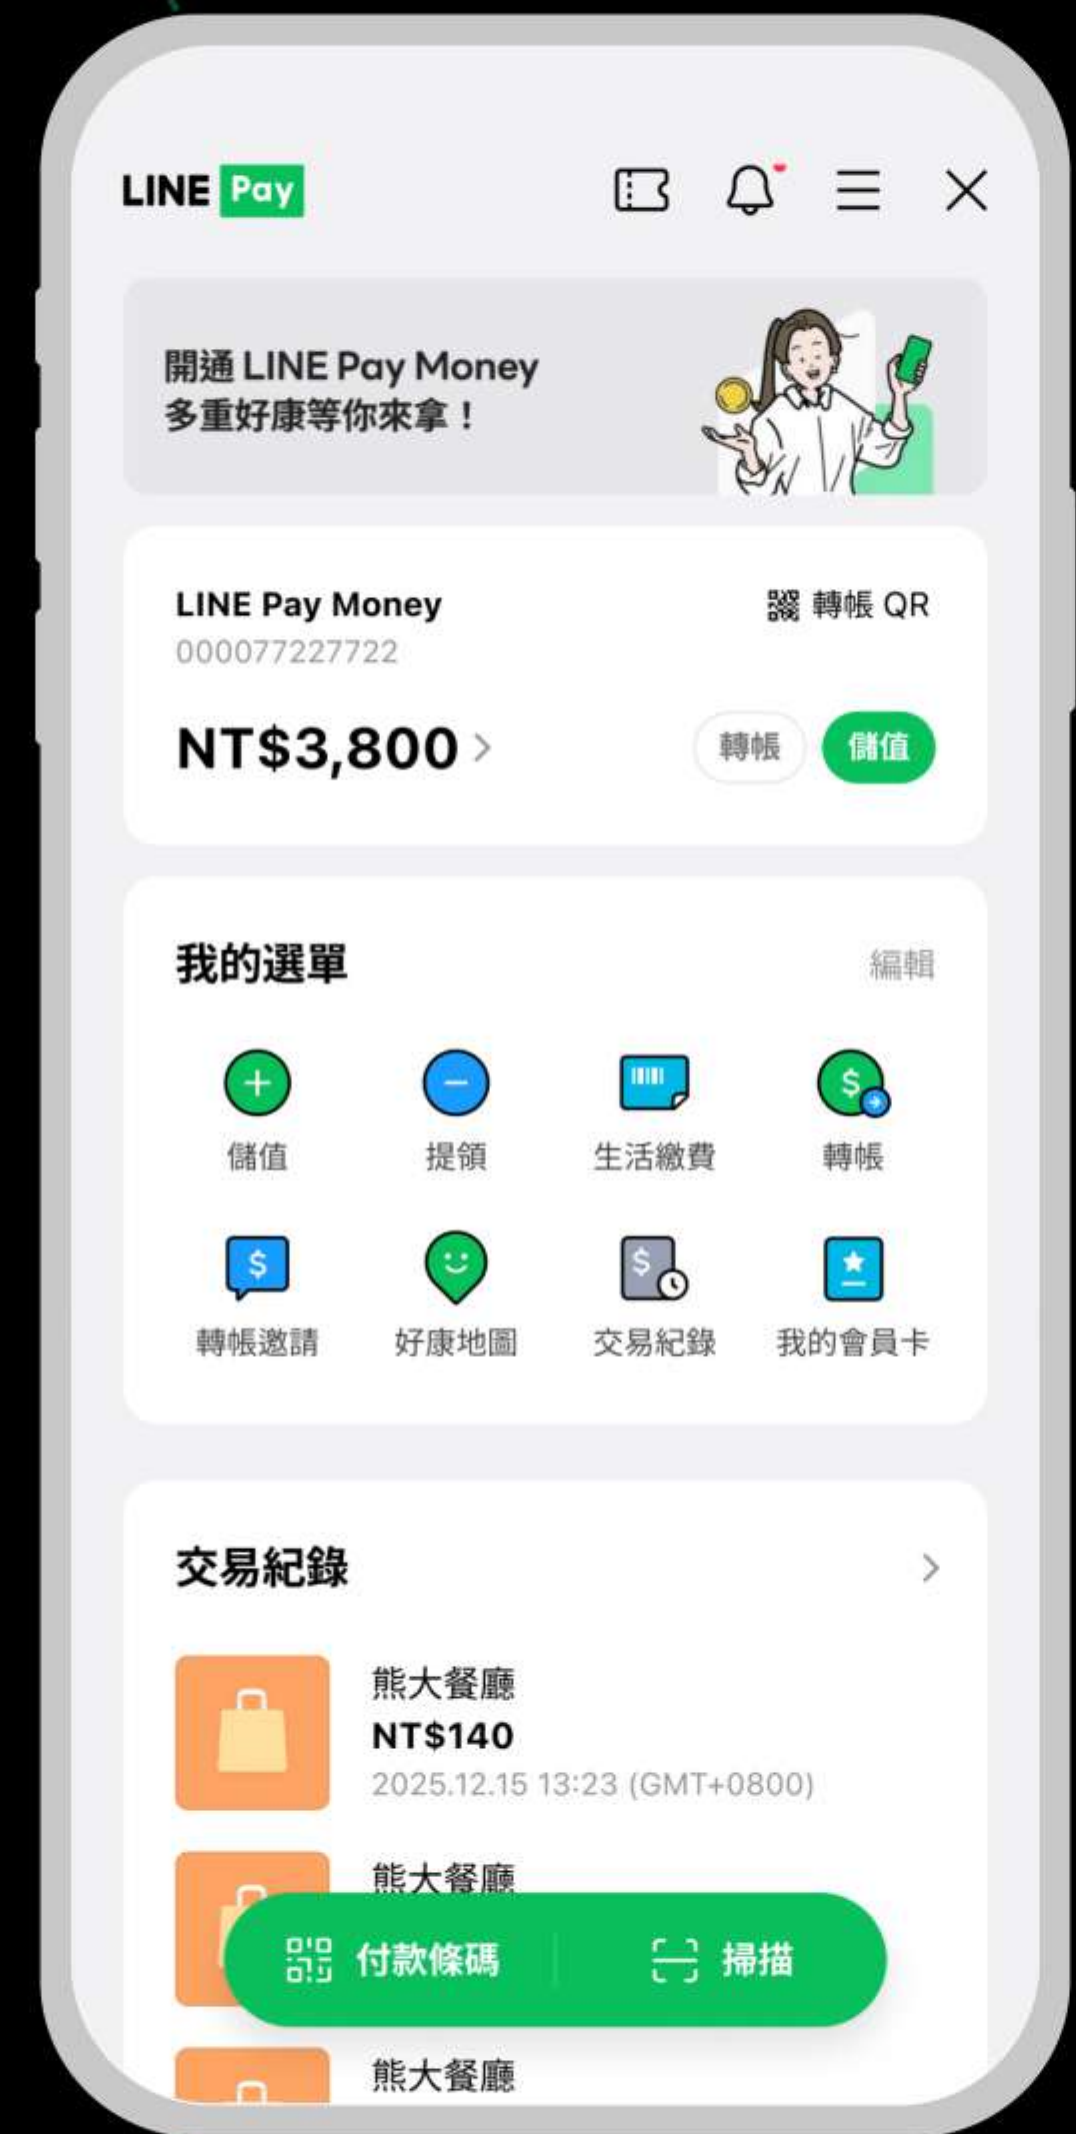 LINE Pay
開通 LINE Pay Money
多重好康等你來拿！
LINE Pay Money
轉帳 QR
000077227722
NT$3,800
轉帳
儲值
我的選單
編輯
儲值
提領
生活繳費
轉帳
轉帳邀請
好康地圖
交易紀錄
我的會員卡
交易紀錄
熊大餐廳
NT$140
2025.12.15 13:23 (GMT+0800)
熊大餐廳
付款條碼
掃描
熊大餐廳